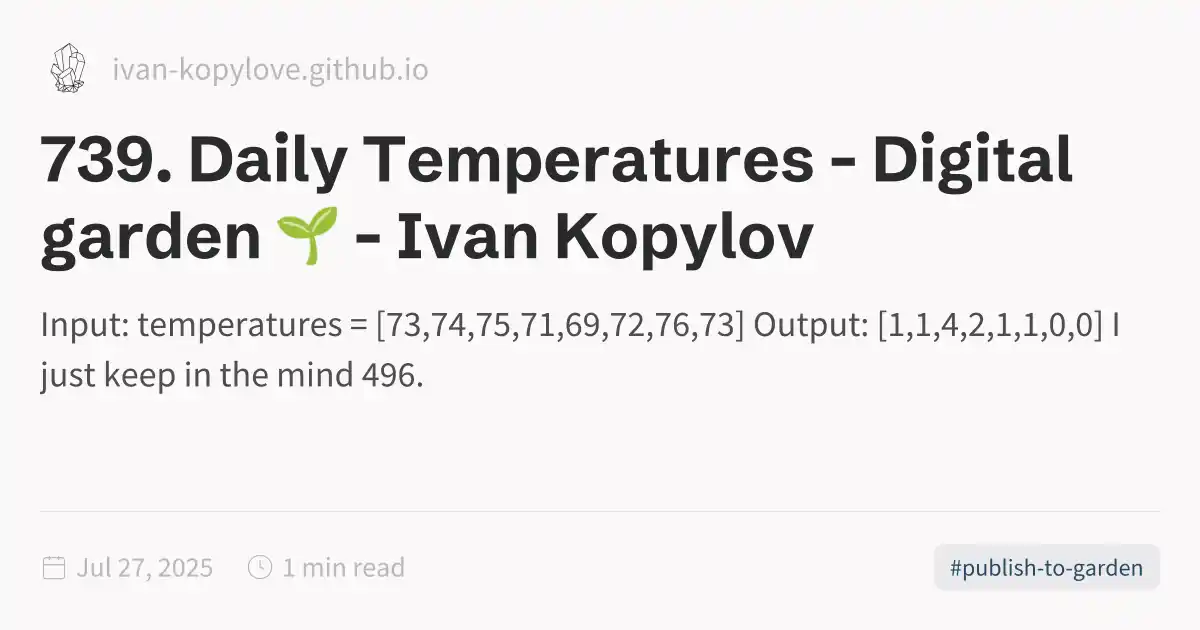 ivan-kopylove.github.io
739. Daily Temperatures - Digital
garden 🌱 - Ivan Kopylov
Input: temperatures = [73,74,75,71,69,72,76,73] Output: [1,1,4,2,1,1,0,0] I
just keep in the mind 496.
Jul 27, 2025 1 min read #publish-to-garden